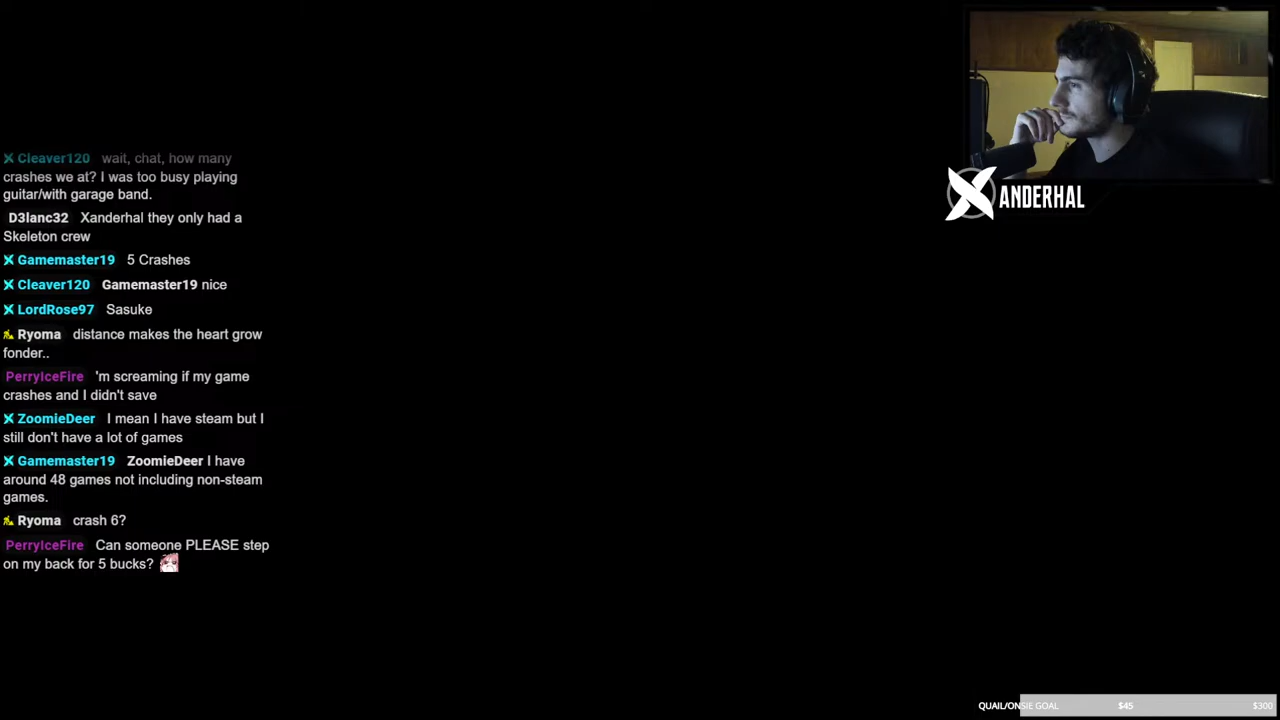 Cleaver120 wait, chat, how many
crashes we at? I was too busy playing
guitar/with garage band.
D3lanc32 Xanderhal they only had a
Skeleton crew
Gamemaster19 5 Crashes
Cleaver120 Gamemaster19 nice
LordRose97 Sasuke
Ryoma distance makes the heart grow
fonder..
PerryIceFire 'm screaming if my game
crashes and I didn't save
ZoomieDeer I mean I have steam but I
still don't have a lot of games
Gamemaster19 ZoomieDeer I have
around 48 games not including non-steam
games.
Ryoma crash 6?
PerryIceFire Can someone PLEASE step
on my back for 5 bucks?
XANDERHAL
QUAIL/ONSIE GOAL $45 $300